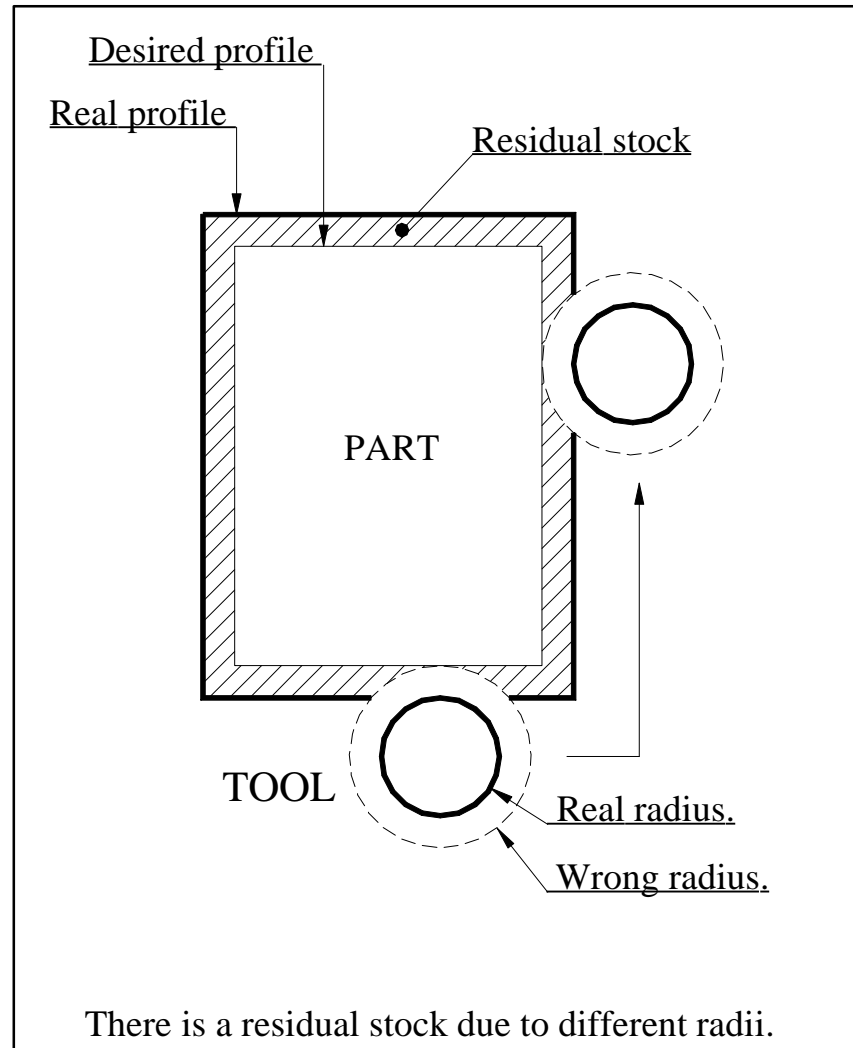 Desired profile
Real profile
Residual stock
PART
TOOL
Real radius.
Wrong radius.
There is a residual stock due to different radii.